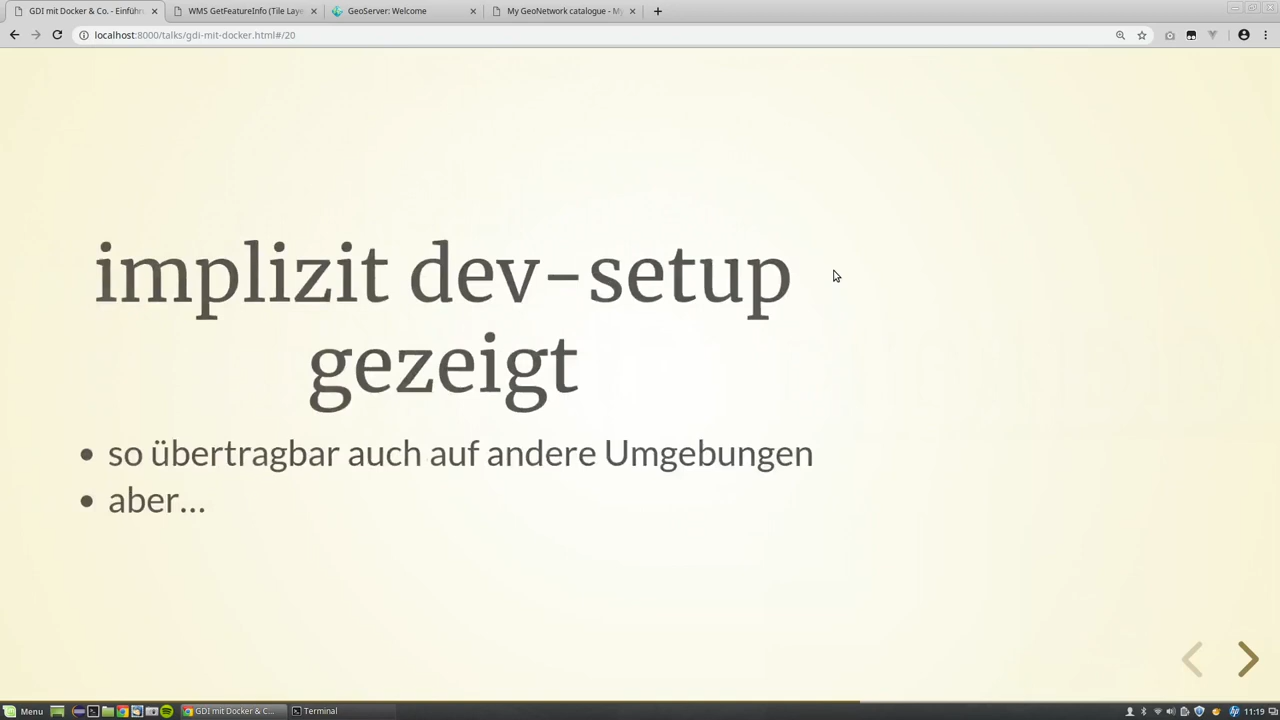 GDI mit Docker & Co. - Einführ
WMS GetFeatureInfo (Tile Laye
GeoServer: Welcome
My GeoNetwork catalogue - My
localhost:8000/talks/gdi-mit-docker.html#/20
implizit dev-setup
gezeigt
so übertragbar auch auf andere Umgebungen
aber...
Menu
GDI mit Docker & C...
Terminal
11:19